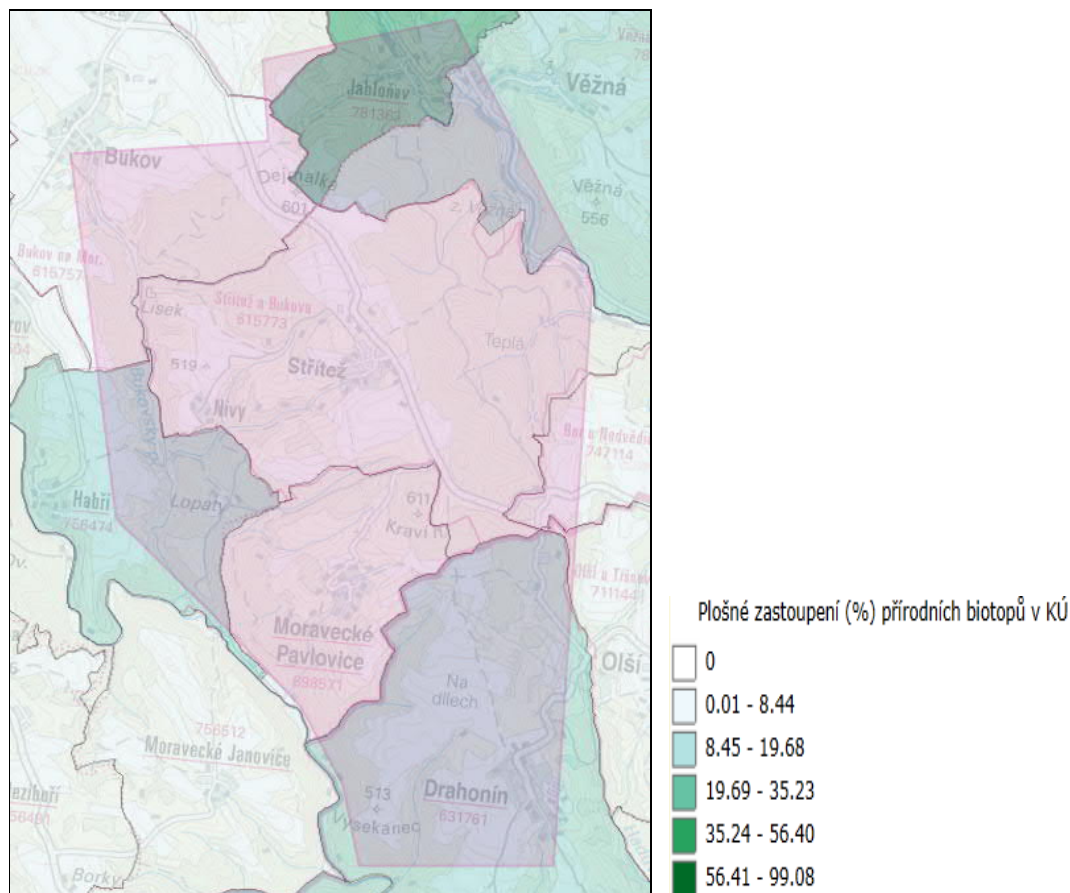 Věžná
Jabloňov
781363
Věžná
Bukov
Dejmalka
601
Věžná
556
z. Věžná
Bukov na Mor.
615757
Lísek
Střítež u Bukova
615773
Teplá
519
Střítež
Nivy
Bor u Nedvědic
747114
Habří
756474
Lopaty
611
Kraví h.
Olší u Tišnova
711144
Moravecké
Pavlovice
698571
Olší
Na
dílech
756512
Moravecké Janovice
513
Drahonín
631761
Vysekanec
Borky
Plošné zastoupení (%) přírodních biotopů v KÚ
0
0.01 - 8.44
8.45 - 19.68
19.69 - 35.23
35.24 - 56.40
56.41 - 99.08